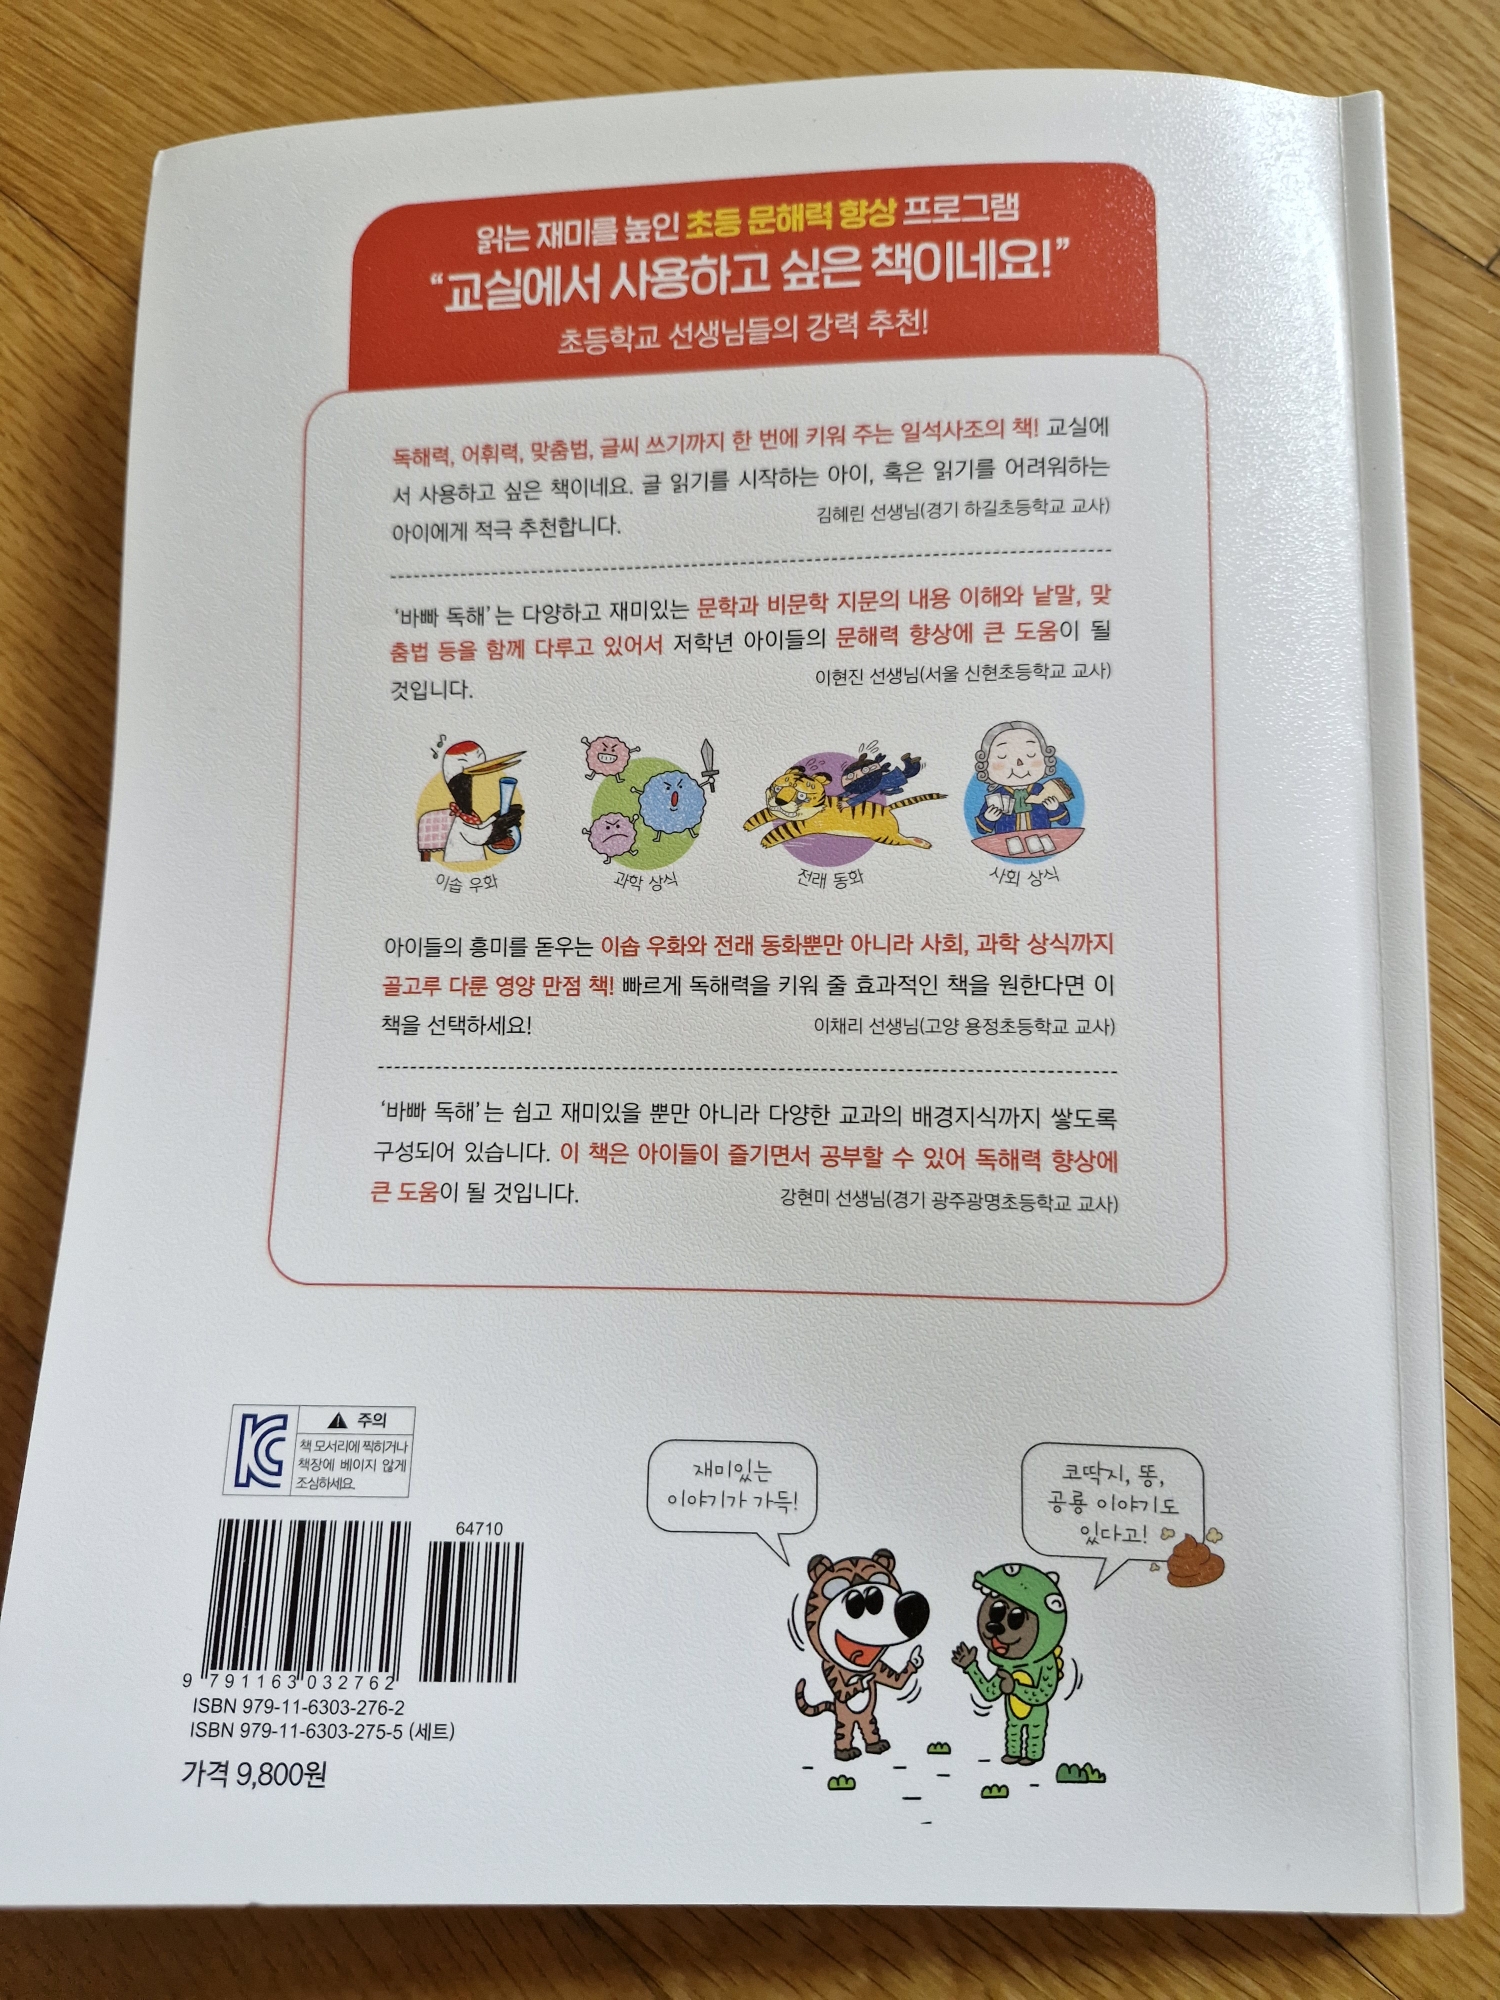 읽는 재미를 높인 초등 문해력 향상 프로그램
“교실에서 사용하고 싶은 책이네요!”
초등학교 선생님들의 강력 추천!
독해력, 어휘력, 맞춤법, 글씨 쓰기까지 한 번에 키워 주는 일석사조의 책! 교실에
서 사용하고 싶은 책이네요. 글 읽기를 시작하는 아이, 혹은 읽기를 어려워하는
아이에게 적극 추천합니다.
김혜린 선생님(경기 하길초등학교 교사)
‘바빠 독해’는 다양하고 재미있는 문학과 비문학 지문의 내용 이해와 낱말, 맞
춤법 등을 함께 다루고 있어서 저학년 아이들의 문해력 향상에 큰 도움이 될
것입니다.
이현진 선생님(서울 신현초등학교 교사)
이솝 우화
과학 상식
전래 동화
사회 상식
아이들의 흥미를 돋우는 이솝 우화와 전래 동화뿐만 아니라 사회, 과학 상식까지
골고루 다룬 영양 만점 책! 빠르게 독해력을 키워 줄 효과적인 책을 원한다면 이
책을 선택하세요!
이채리 선생님(고양 용정초등학교 교사)
‘바빠 독해’는 쉽고 재미있을 뿐만 아니라 다양한 교과의 배경지식까지 쌓도록
구성되어 있습니다. 이 책은 아이들이 즐기면서 공부할 수 있어 독해력 향상에
큰 도움이 될 것입니다.
강현미 선생님(경기 광주광명초등학교 교사)
주의
책 모서리에 찍히거나
책장에 베이지 않게
조심하세요.
재미있는
이야기가 가득!
코딱지, 똥,
공룡 이야기도
있다고!
64710
9 791163 032762
ISBN 979-11-6303-276-2
ISBN 979-11-6303-275-5 (세트)
가격 9,800원